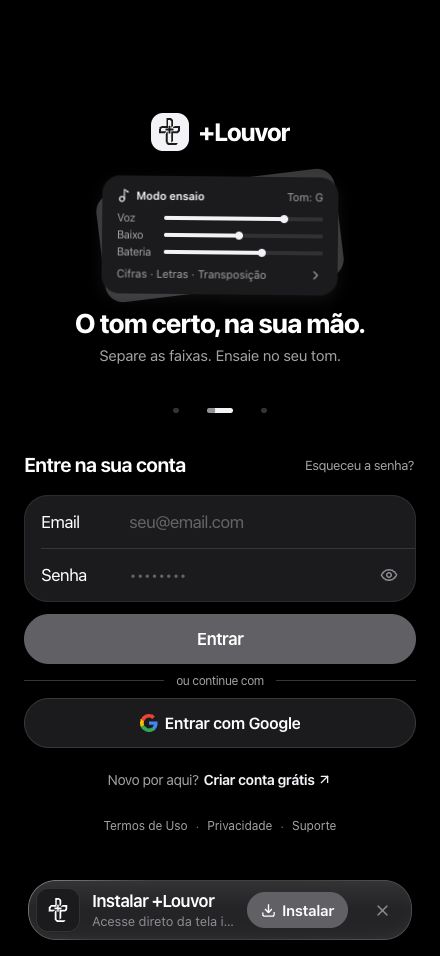 +Louvor
Modo ensaio Tom: G
Voz
Baixo
Bateria
Cifras · Letras · Transposição
O tom certo, na sua mão.
Separe as faixas. Ensaie no seu tom.
Entre na sua conta Esqueceu a senha?
Email seu@email.com
Senha ••••••••
Entrar
ou continue com
Entrar com Google
Novo por aqui? Criar conta grátis
Termos de Uso · Privacidade · Suporte
Instalar +Louvor
Acesse direto da tela i...
Instalar